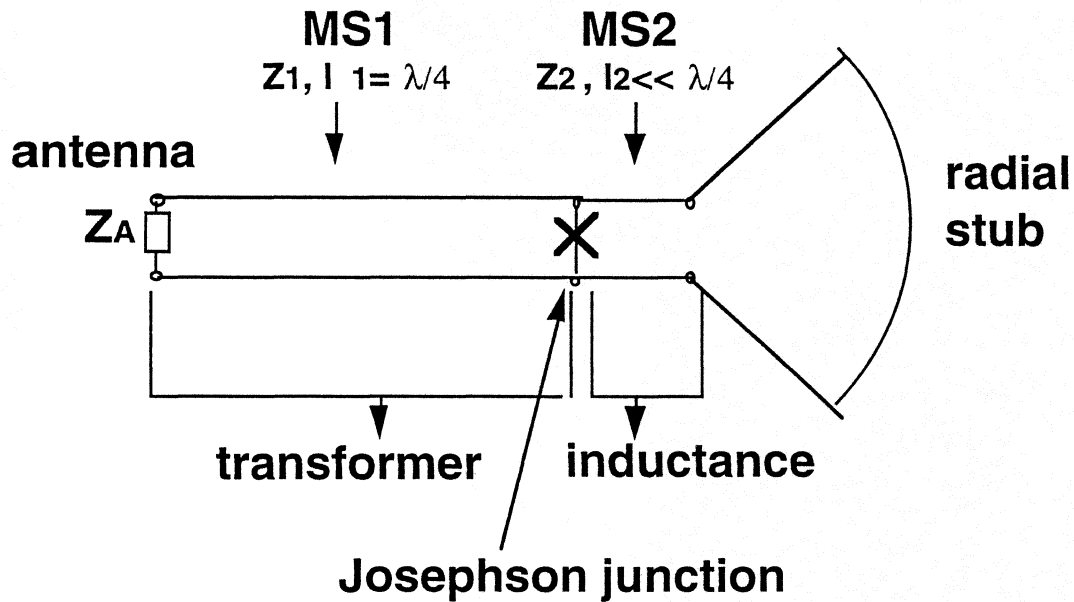 MS1
Z1, l 1= λ/4
MS2
Z2 , l2<< λ/4
antenna
ZA
radial
stub
transformer
inductance
Josephson junction